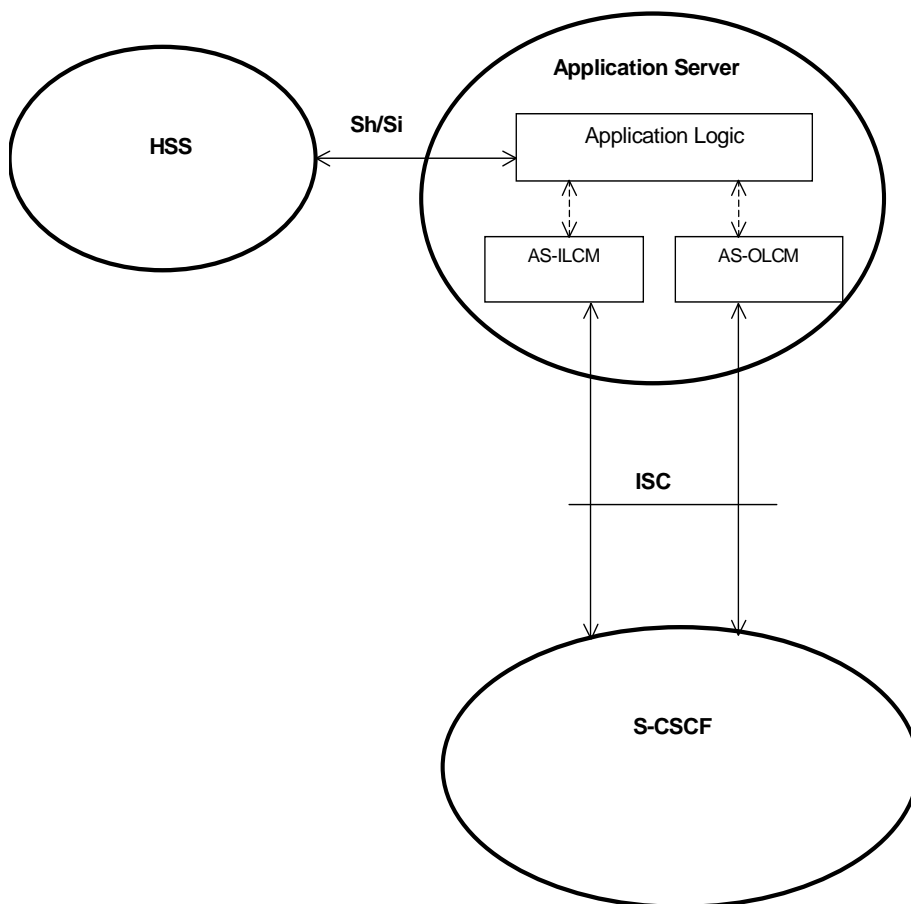 Application Server
Sh/Si
HSS
Application Logic
AS-ILCM
AS-OLCM
ISC
S-CSCF